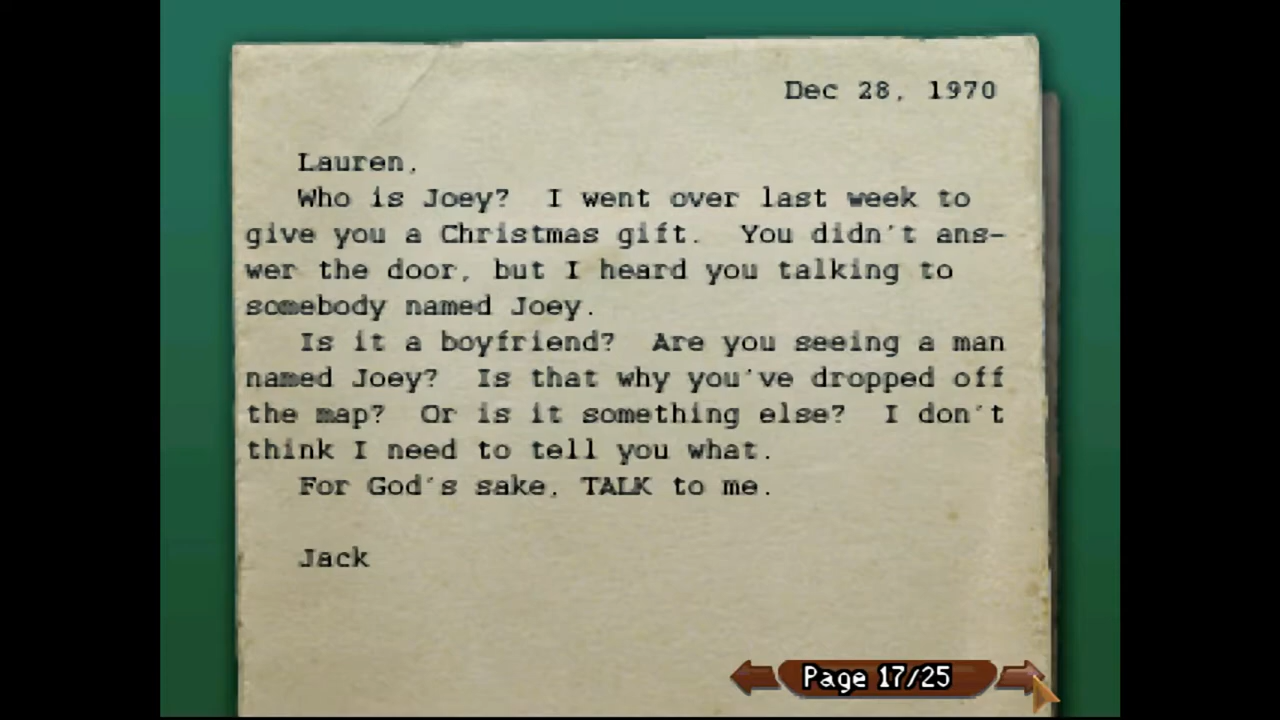 Dec 28, 1970
Lauren,
Who is Joey? I went over last week to
give you a Christmas gift. You didn't ans-
wer the door, but I heard you talking to
somebody named Joey.
Is it a boyfriend? Are you seeing a man
named Joey? Is that why you've dropped off
the map? Or is it something else? I don't
think I need to tell you what.
For God's sake, TALK to me.
Jack
Page 17/25